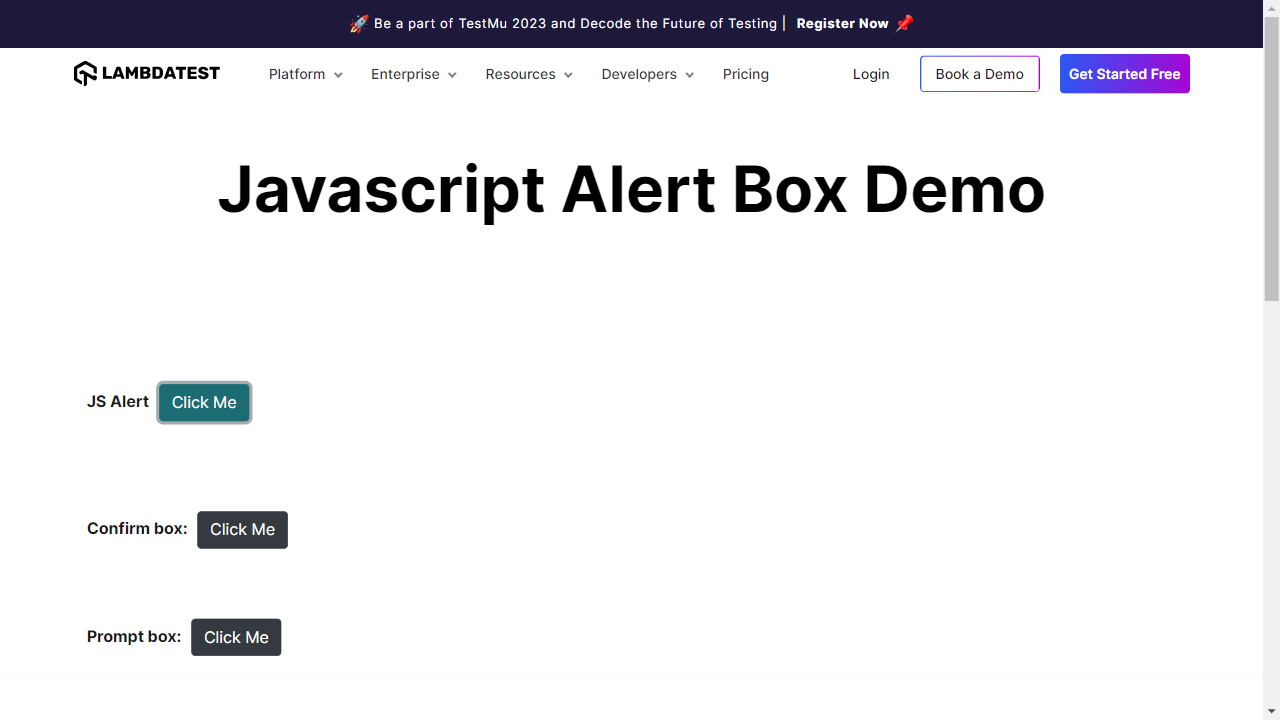 🚀 Be a part of TestMu 2023 and Decode the Future of Testing | Register Now 📌
LAMBDATEST Platform Enterprise Resources Developers Pricing Login Book a Demo Get Started Free
Javascript Alert Box Demo
JS Alert Click Me
Confirm box: Click Me
Prompt box: Click Me